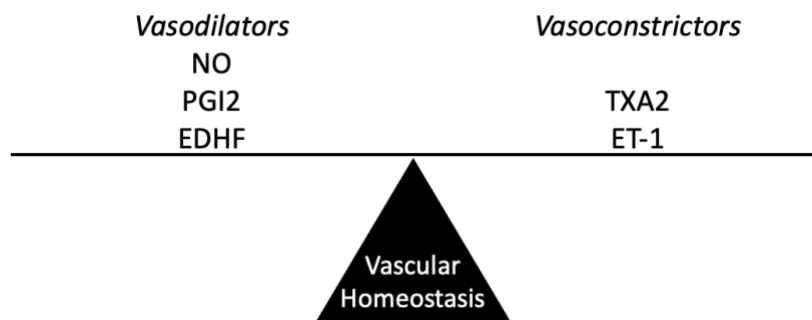 Vasodilators
NO
PGI2
EDHF
Vasoconstrictors
TXA2
ET-1
Vascular
Homeostasis